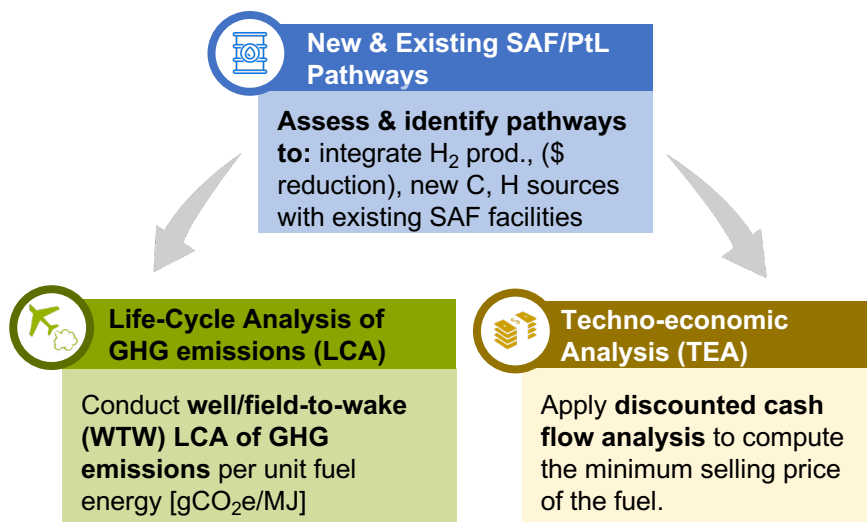 New & Existing SAF/PtL
Pathways
Assess & identify pathways
to: integrate H₂ prod., ($
reduction), new C, H sources
with existing SAF facilities
Life-Cycle Analysis of
GHG emissions (LCA)
Conduct well/field-to-wake
(WTW) LCA of GHG
emissions per unit fuel
energy [gCO₂e/MJ]
Techno-economic
Analysis (TEA)
Apply discounted cash
flow analysis to compute
the minimum selling price
of the fuel.